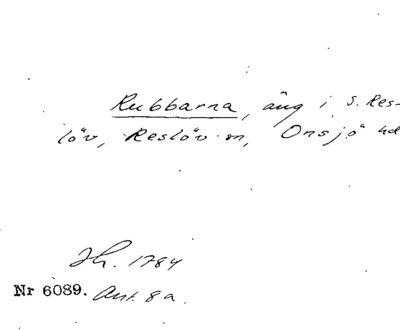 Rubbarna, äng i S. Res-
löv, Reslöv sn, Onsjö hd
Jh. 1784
Nr 6089. Ant. 8 a.